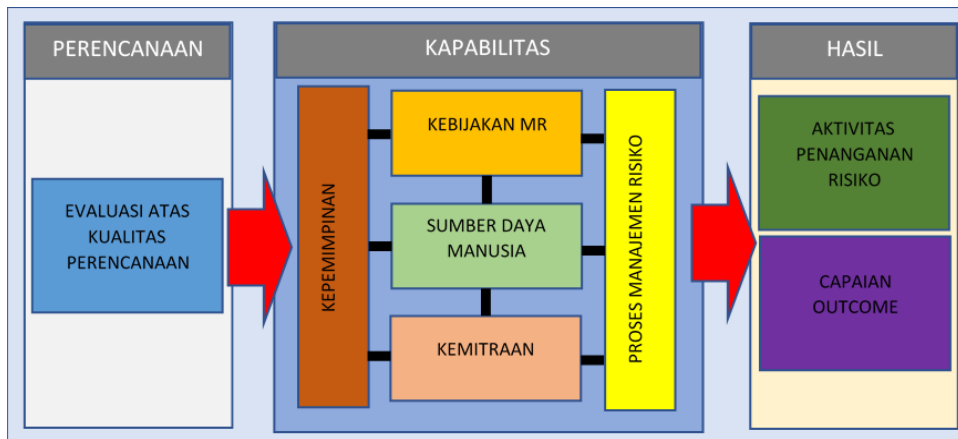 PERENCANAAN
EVALUASI ATAS
KUALITAS
PERENCANAAN
KAPABILITAS
KEPEMIMPINAN
KEBIJAKAN MR
SUMBER DAYA
MANUSIA
KEMITRAAN
PROSES MANAJEMEN RISIKO
HASIL
AKTIVITAS
PENANGANAN
RISIKO
CAPAIAN
OUTCOME